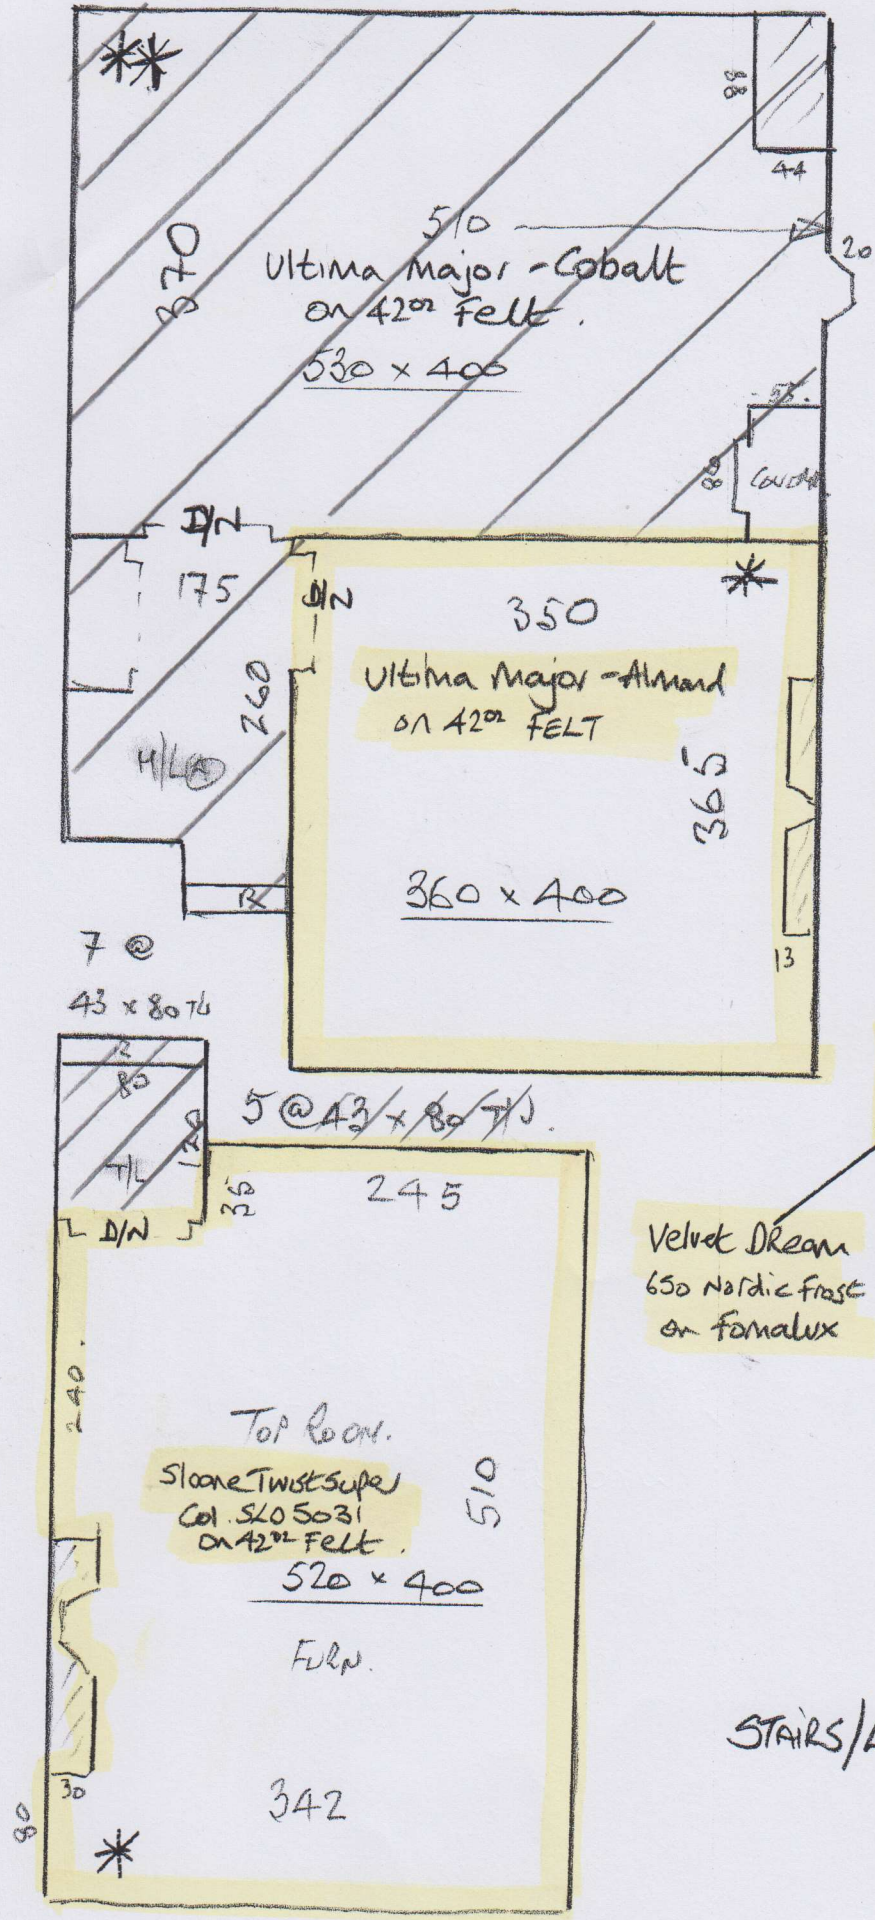 **
88
44
510
20
370
Ultima Major - Cobalt
on 42oz Felt.
530 x 400
55.
D/N
175
D/N
*
350
260
Ultima Major - Almond
on 42oz FELT
H/L
365
360 x 400
R
13
7 @
43 x 80 T/L
R
80
120
T/L
D/N
5 @ 43 x 80 T/J.
35
245
Velvet DReam
650 Nordic Frost
on Fomalux
240.
Top Room.
Sloane Twist Super
Col. SLO5031
on 42oz Felt.
510
520 x 400
FURN.
STAIRS/L
30
342
80
*